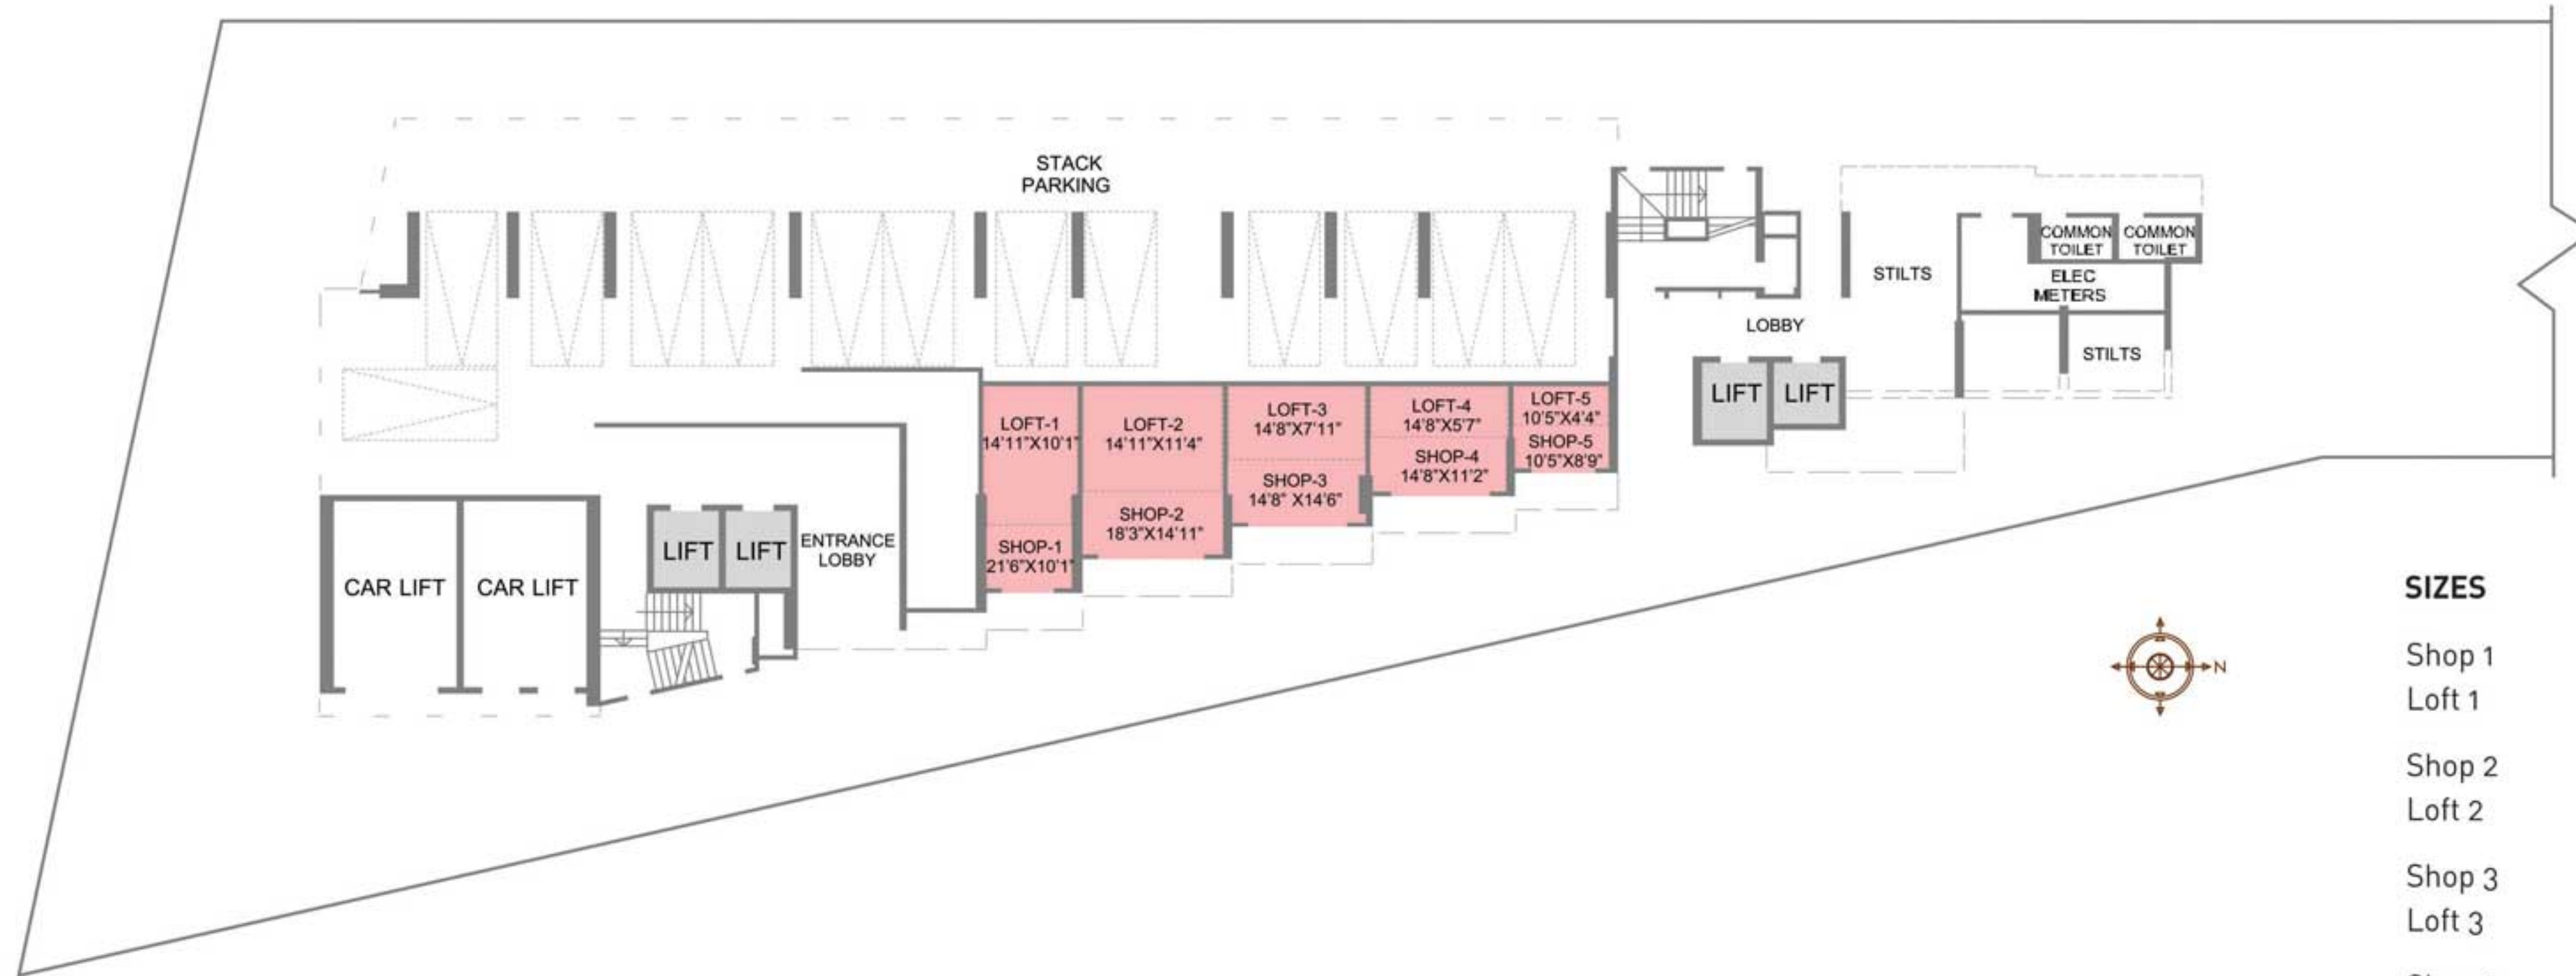 STACK
PARKING
COMMON
TOILET
COMMON
TOILET
STILTS
ELEC
METERS
LOBBY
STILTS
LIFT
LIFT
LOFT-1
14'11"X10'1"
LOFT-2
14'11"X11'4"
LOFT-3
14'8"X7'11"
LOFT-4
14'8"X5'7"
LOFT-5
10'5"X4'4"
SHOP-5
10'5"X8'9"
SHOP-4
14'8"X11'2"
SHOP-3
14'8" X14'6"
SHOP-2
18'3"X14'11"
SHOP-1
21'6"X10'1"
CAR LIFT
CAR LIFT
LIFT
LIFT
ENTRANCE
LOBBY
N
SIZES
Shop 1
Loft 1
Shop 2
Loft 2
Shop 3
Loft 3